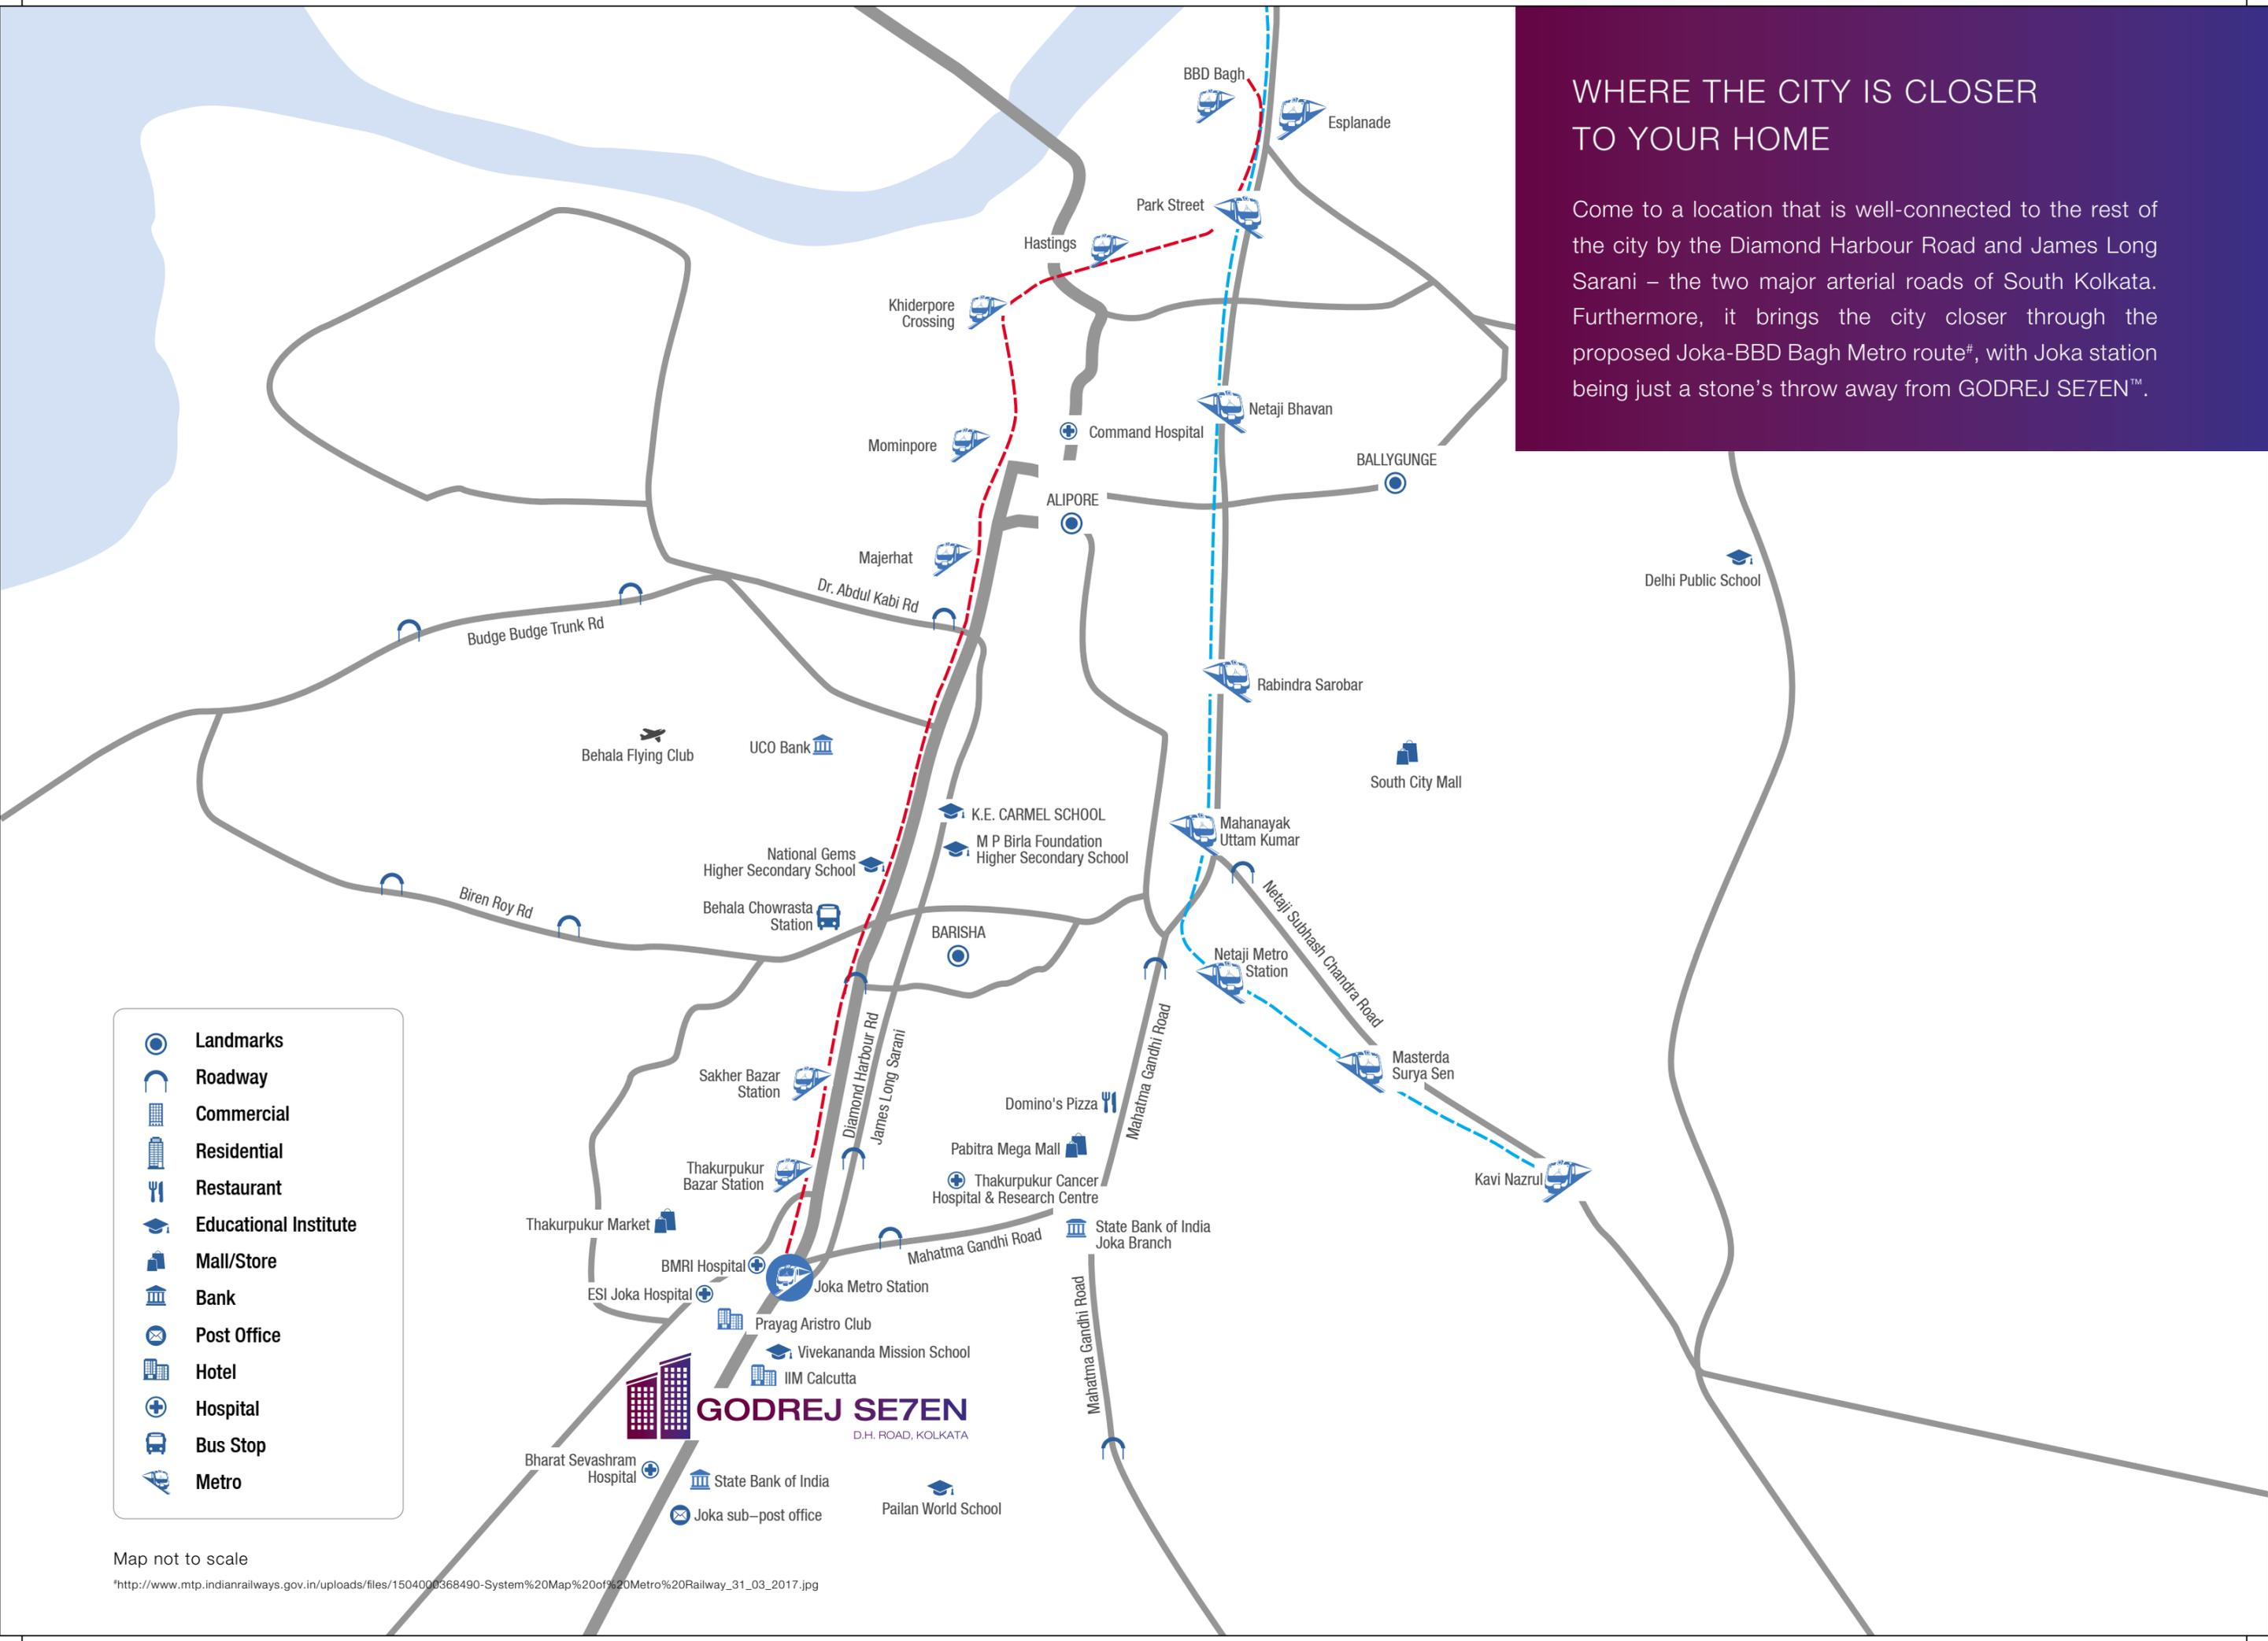 WHERE THE CITY IS CLOSER
TO YOUR HOME
Come to a location that is well-connected to the rest of
the city by the Diamond Harbour Road and James Long
Sarani – the two major arterial roads of South Kolkata.
Furthermore, it brings the city closer through the
proposed Joka-BBD Bagh Metro route#, with Joka station
being just a stone's throw away from GODREJ SE7EN™.
BBD Bagh
Esplanade
Park Street
Hastings
Khiderpore
Crossing
Netaji Bhavan
Command Hospital
Mominpore
BALLYGUNGE
ALIPORE
Majerhat
Delhi Public School
Dr. Abdul Kabi Rd
Budge Budge Trunk Rd
Rabindra Sarobar
Behala Flying Club
UCO Bank
South City Mall
K.E. CARMEL SCHOOL
Mahanayak
Uttam Kumar
M P Birla Foundation
Higher Secondary School
National Gems
Higher Secondary School
Biren Roy Rd
Behala Chowrasta
Station
BARISHA
Netaji Subhash Chandra Road
Netaji Metro
Station
Diamond Harbour Rd
James Long Sarani
Mahatma Gandhi Road
Sakher Bazar
Station
Masterda
Surya Sen
Domino's Pizza
Pabitra Mega Mall
Thakurpukur
Bazar Station
Thakurpukur Cancer
Hospital & Research Centre
Kavi Nazrul
Thakurpukur Market
State Bank of India
Joka Branch
Mahatma Gandhi Road
BMRI Hospital
Joka Metro Station
ESI Joka Hospital
Mahatma Gandhi Road
Prayag Aristro Club
Vivekananda Mission School
IIM Calcutta
GODREJ SE7EN
D.H. ROAD, KOLKATA
Bharat Sevashram
Hospital
State Bank of India
Pailan World School
Joka sub–post office
Landmarks
Roadway
Commercial
Residential
Restaurant
Educational Institute
Mall/Store
Bank
Post Office
Hotel
Hospital
Bus Stop
Metro
Map not to scale
#http://www.mtp.indianrailways.gov.in/uploads/files/1504000368490-System%20Map%20of%20Metro%20Railway_31_03_2017.jpg